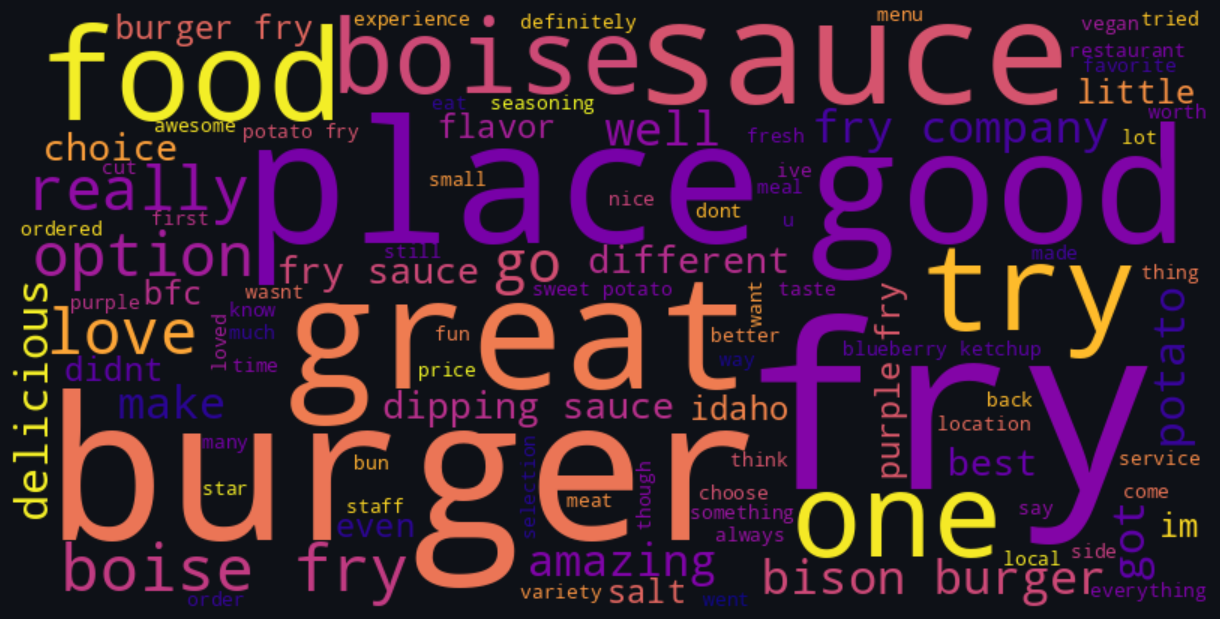 experience
definitely
menu
vegan
tried
burger fry
food
boise
sauce
restaurant
favorite
little
eat
seasoning
worth
awesome
potato fry
flavor
well
fresh
fry company
lot
choice
place
good
cut
really
small
nice
ive
meal
dont
u
first
ordered
option
still
fry sauce
go
different
made
try
thing
purple
bfc
wasnt
sweet potato
want
taste
delicious
love
know
much
loved
time
great
fun
better
price
way
fry
blueberry ketchup
purple fry
potato
didnt
make
dipping sauce
idaho
back
location
burger
many
bun
star
staff
even
selection
meat
though
think
choose
something
always
best
service
one
say
come
got
im
boise fry
amazing
local
side
order
variety
salt
went
bison burger
everything